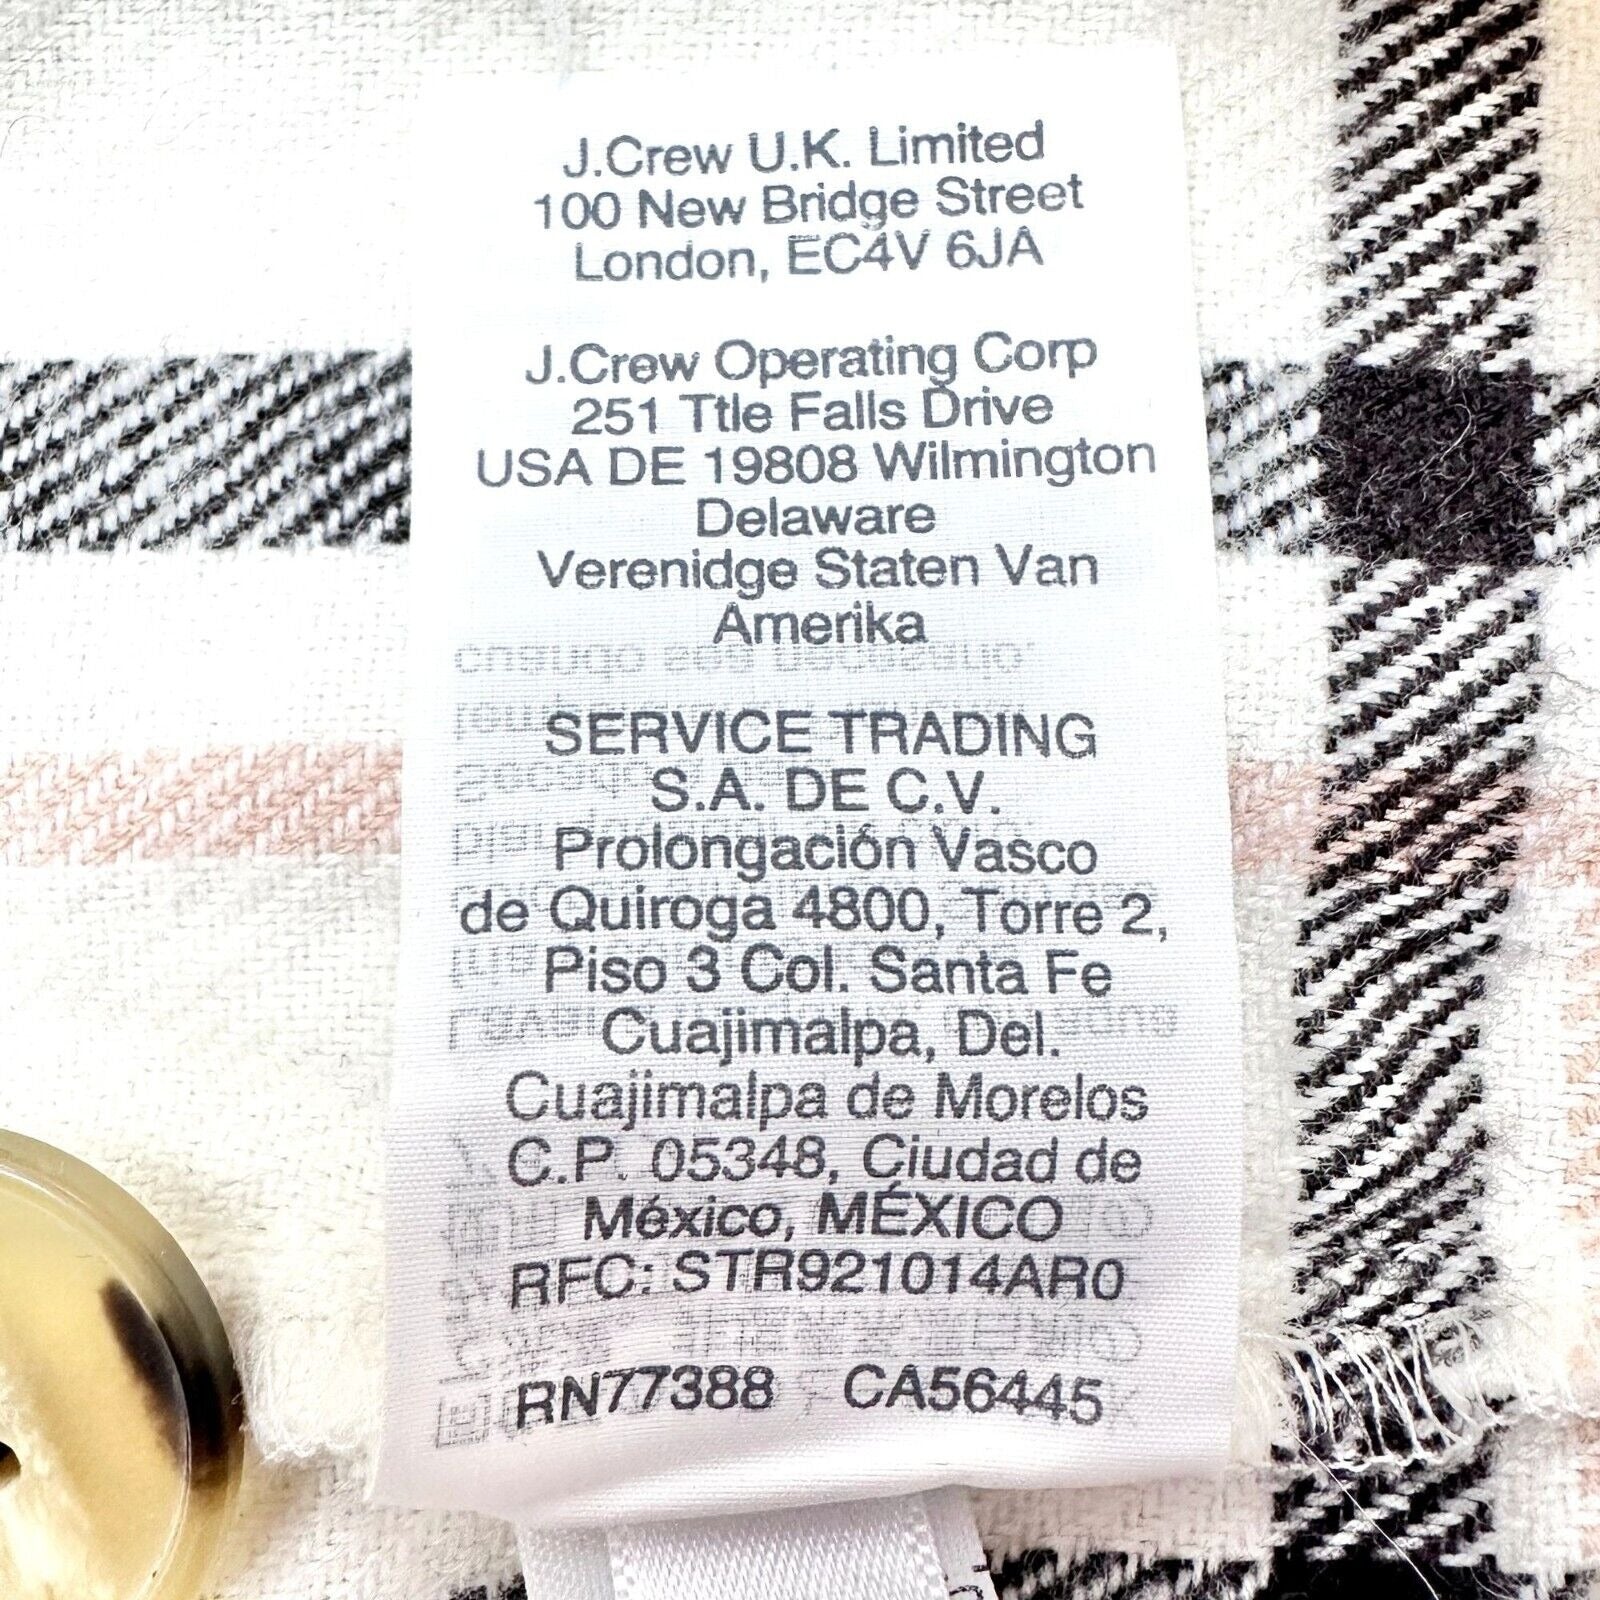 J.Crew U.K. Limited
100 New Bridge Street
London, EC4V 6JA
J.Crew Operating Corp
251 Ttle Falls Drive
USA DE 19808 Wilmington
Delaware
Verenidge Staten Van
Amerika
SERVICE TRADING
S.A. DE C.V.
Prolongación Vasco
de Quiroga 4800, Torre 2,
Piso 3 Col. Santa Fe
Cuajimalpa, Del.
Cuajimalpa de Morelos
C.P. 05348, Ciudad de
México, MÉXICO
RFC: STR921014AR0
RN77388 CA56445